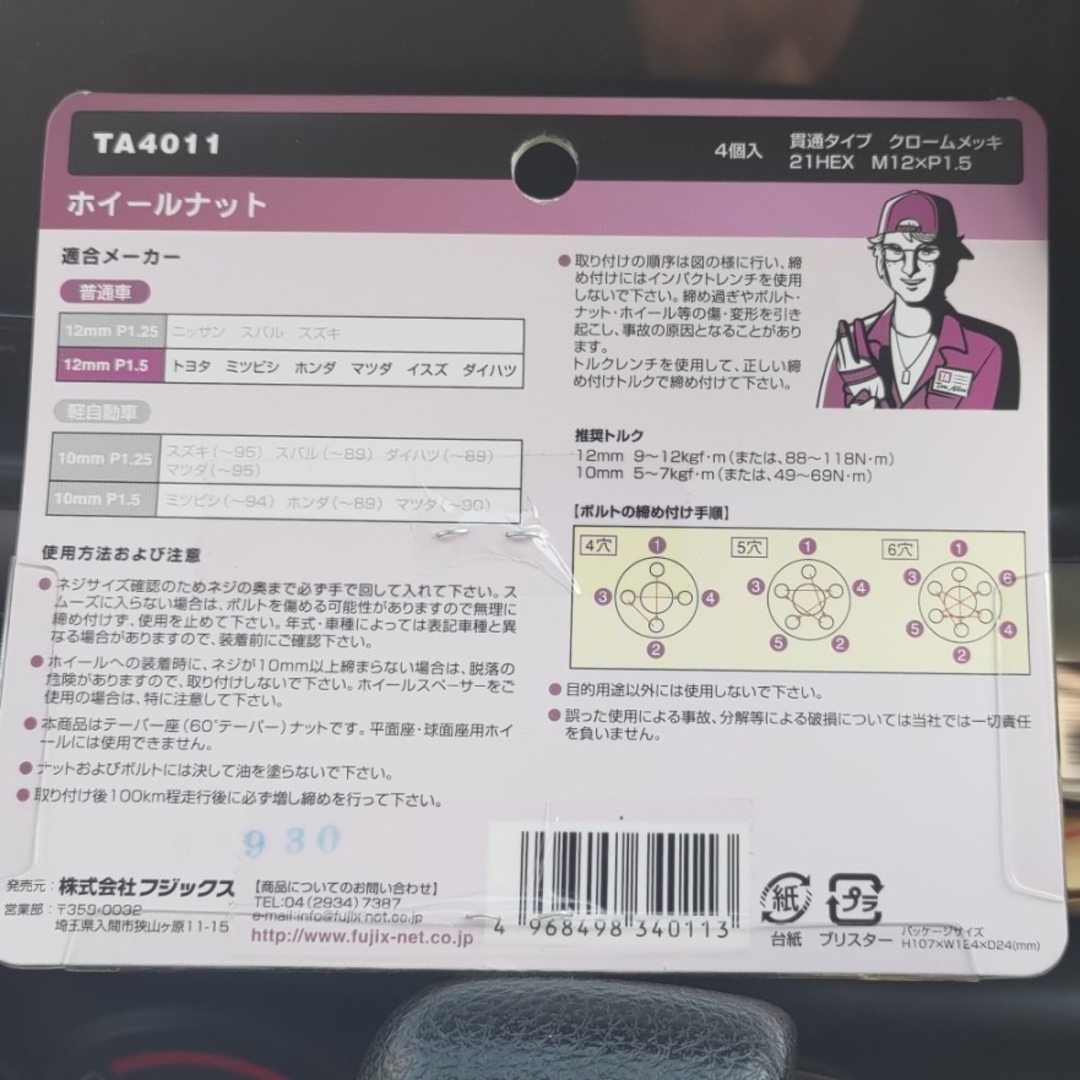 TA4011
4個入
貫通タイプ クロームメッキ
21HEX M12×P1.5
ホイールナット
適合メーカー
普通車
12mm P1.25 ニッサン スバル スズキ
12mm P1.5 トヨタ ミツビシ ホンダ マツダ イスズ ダイハツ
軽自動車
10mm P1.25 スズキ(〜95) スバル(〜89) ダイハツ(〜89)
マツダ(〜95)
10mm P1.5 ミツビシ(〜94) ホンダ(〜89) マツダ(〜90)
使用方法および注意
●ネジサイズ確認のためネジの奥まで必ず手で回して入れて下さい。ス
ムーズに入らない場合は、ボルトを傷める可能性がありますので無理に
締め付けず、使用を止めて下さい。年式・車種によっては表記車種と異
なる場合がありますので、装着前にご確認下さい。
●ホイールへの装着時に、ネジが10mm以上締まらない場合は、脱落の
危険がありますので、取り付けしないで下さい。ホイールスペーサーをご
使用の場合は、特に注意して下さい。
●本商品はテーパー座(60°テーパー)ナットです。平面座・球面座用ホイ
ールには使用できません。
●ナットおよびボルトには決して油を塗らないで下さい。
●取り付け後100km程走行後に必ず増し締めを行って下さい。
●取り付けの順序は図の様に行い、締
め付けにはインパクトレンチを使用
しないで下さい。締め過ぎやボルト・
ナット・ホイール等の傷・変形を引き
起こし、事故の原因となることがあり
ます。
トルクレンチを使用して、正しい締
め付けトルクで締め付けて下さい。
推奨トルク
12mm 9〜12kgf・m(または、88〜118N・m)
10mm 5〜7kgf・m(または、49〜69N・m)
【ボルトの締め付け手順】
4穴 1 3 4 2
5穴 1 3 4 5 2
6穴 1 3 6 5 4 2
●目的用途以外には使用しないで下さい。
●誤った使用による事故、分解等による破損については当社では一切責任
を負いません。
930
発売元:株式会社フジックス
営業部:〒358-0032
埼玉県入間市狭山ヶ原11-15
【商品についてのお問い合わせ】
TEL:04(2934)7387
e-mail:info@fujix-net.co.jp
http://www.fujix-net.co.jp
4 968498 340113
紙
台紙
プラ
ブリスター
パッケージサイズ
H107×W124×D24(mm)